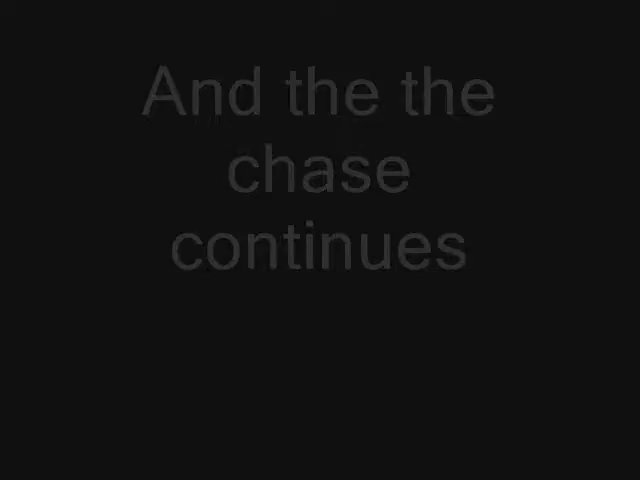 And the the
chase
continues